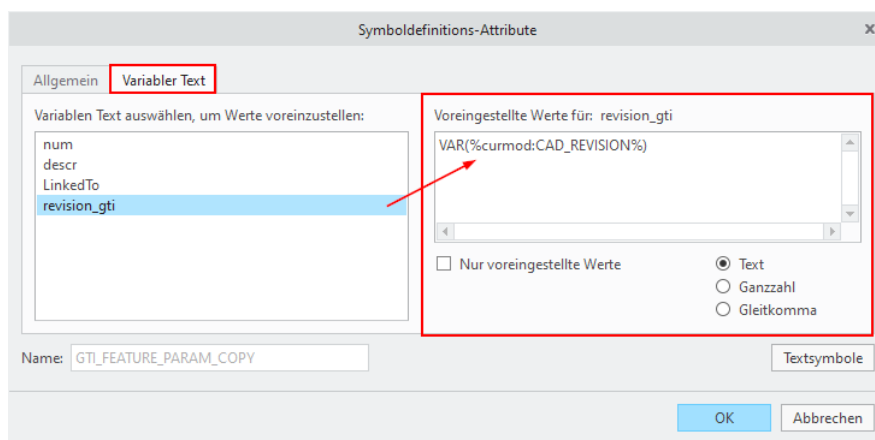 Symboldefinitions-Attribute
Allgemein Variabler Text
Variablen Text auswählen, um Werte voreinzustellen:
num
descr
LinkedTo
revision_gti
Voreingestellte Werte für: revision_gti
VAR(%curmod:CAD_REVISION%)
Nur voreingestellte Werte
Text
Ganzzahl
Gleitkomma
Name: GTI_FEATURE_PARAM_COPY
Textsymbole
OK Abbrechen